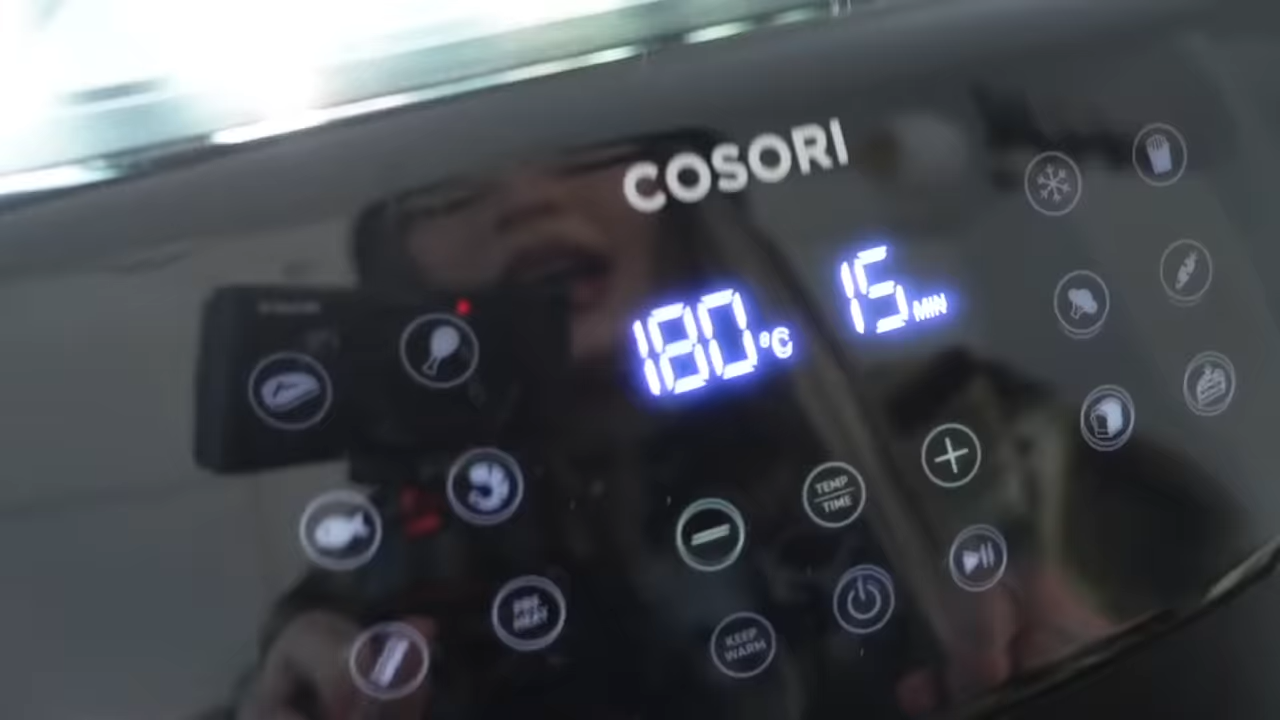 COSORI
180°C 15 MIN
TEMP
TIME
PRE
HEAT
KEEP
WARM